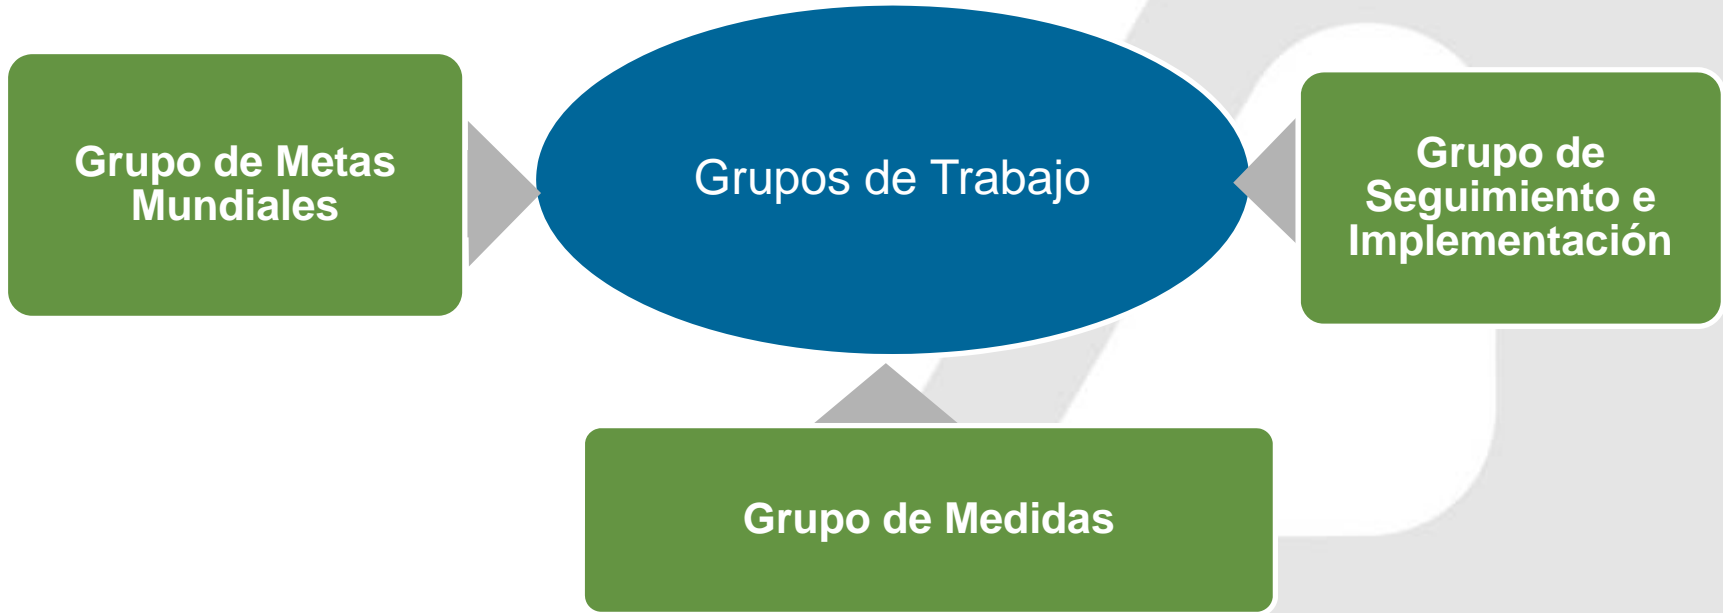 Grupo de Metas
Mundiales
Grupos de Trabajo
Grupo de
Seguimiento e
Implementación
Grupo de Medidas